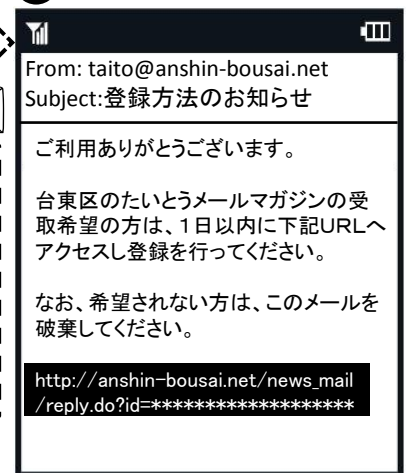 From: taito@anshin-bousai.net
Subject:登録方法のお知らせ
ご利用ありがとうございます。
台東区のたいとうメールマガジンの受
取希望の方は、1日以内に下記URLへ
アクセスし登録を行ってください。
なお、希望されない方は、このメールを
破棄してください。
http://anshin-bousai.net/news_mail
/reply.do?id=*******************